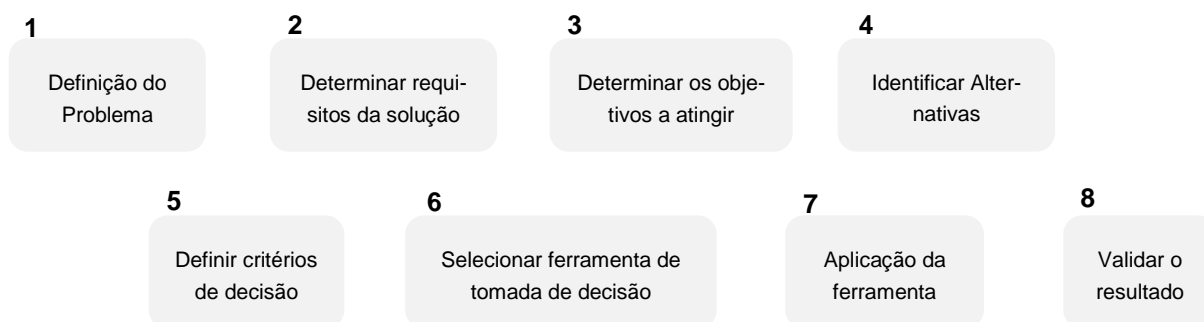 1
Definição do
Problema
2
Determinar requi-
sitos da solução
3
Determinar os obje-
tivos a atingir
4
Identificar Alter-
nativas
5
Definir critérios
de decisão
6
Selecionar ferramenta de
tomada de decisão
7
Aplicação da
ferramenta
8
Validar o
resultado